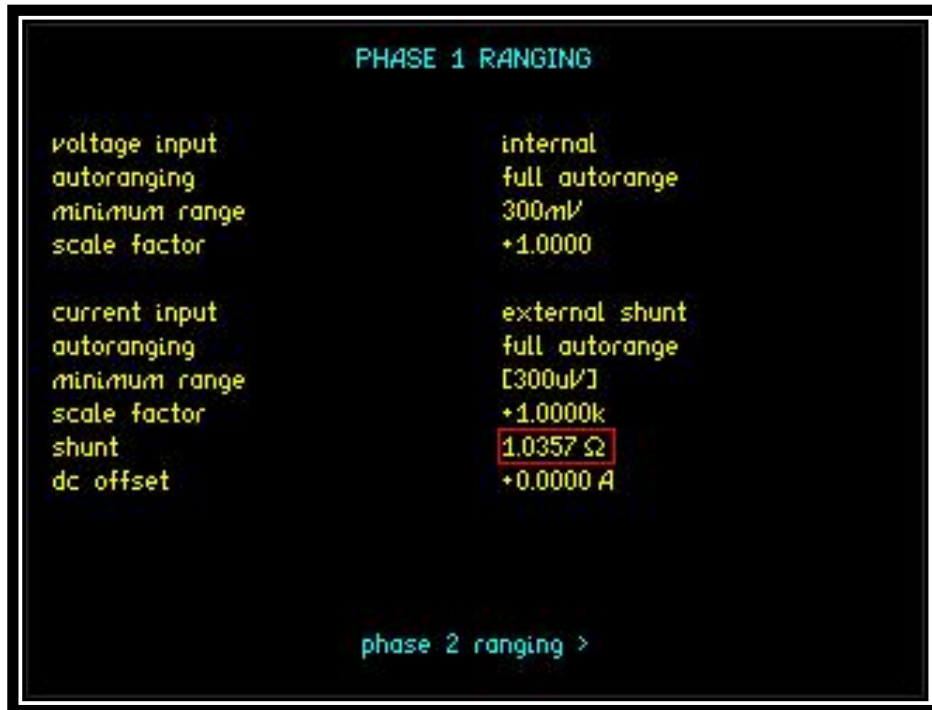 PHASE 1 RANGING
voltage input internal
autoranging full autorange
minimum range 300mV
scale factor +1.0000
current input external shunt
autoranging full autorange
minimum range [300uV]
scale factor +1.0000k
shunt 1.0357 Ω
dc offset +0.0000 A
phase 2 ranging >